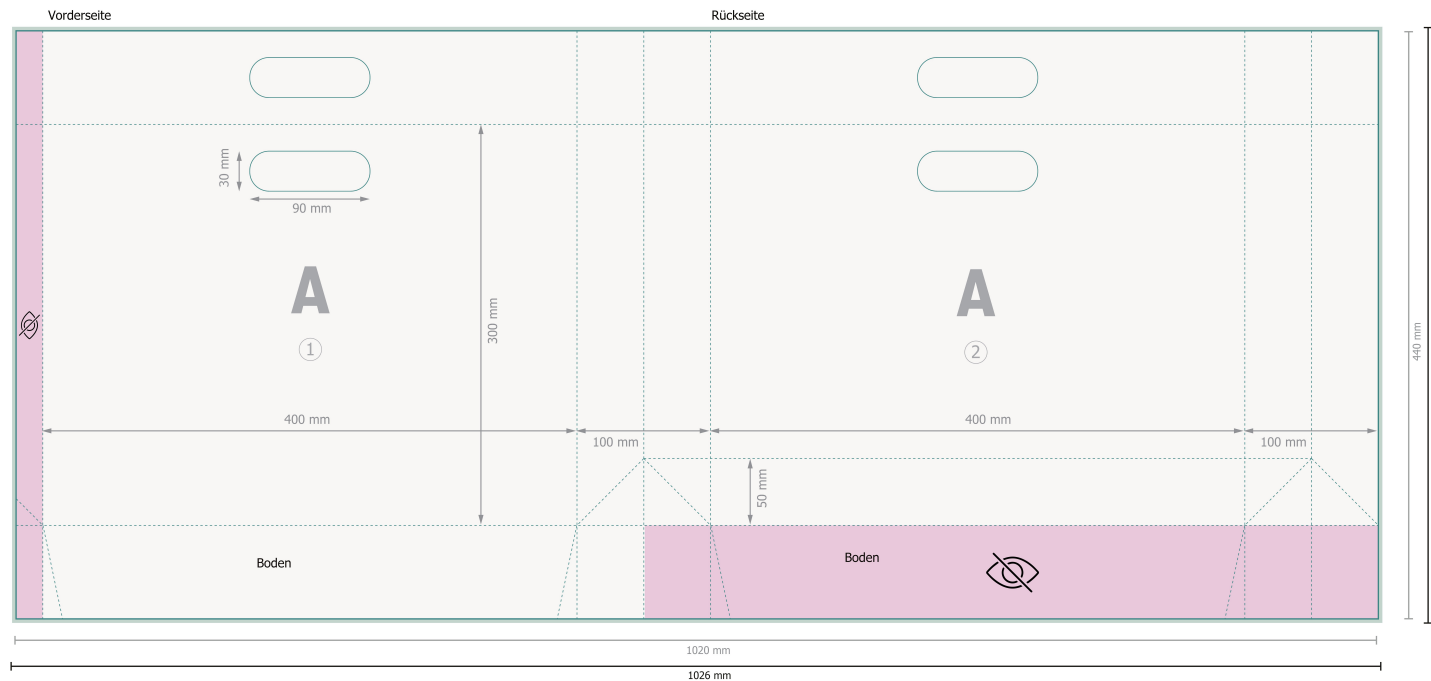 Vorderseite
Rückseite
30 mm
90 mm
A
1
300 mm
A
2
440 mm
400 mm
100 mm
400 mm
100 mm
50 mm
Boden
Boden
1020 mm
1026 mm